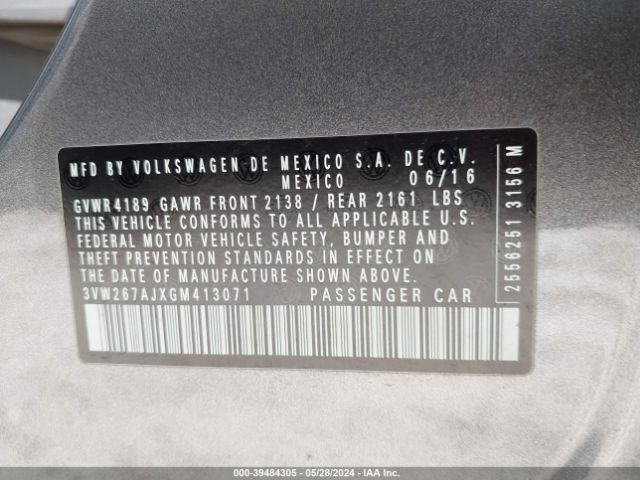 MFD BY VOLKSWAGEN DE MEXICO S.A. DE C.V.
MEXICO 06/16
GVWR4189 GAWR FRONT 2138 / REAR 2161 LBS
THIS VEHICLE CONFORMS TO ALL APPLICABLE U.S.
FEDERAL MOTOR VEHICLE SAFETY, BUMPER AND
THEFT PREVENTION STANDARDS IN EFFECT ON
THE DATE OF MANUFACTURE SHOWN ABOVE.
3VW267AJXGM413071 PASSENGER CAR
2556251 3156 M
000-39484305 / 05/28/2024 / IAA Inc.